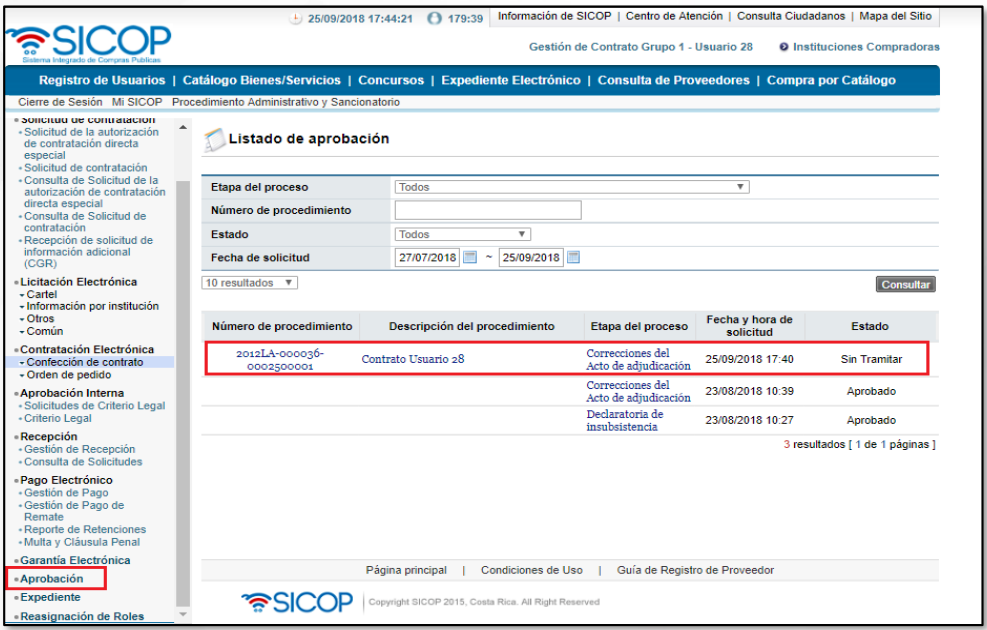 25/09/2018 17:44:21 179:39 Información de SICOP | Centro de Atención | Consulta Ciudadanos | Mapa del Sitio
SICOP
Sistema Integrado de Compras Publicas
Gestión de Contrato Grupo 1 - Usuario 28 Instituciones Compradoras
Registro de Usuarios | Catálogo Bienes/Servicios | Concursos | Expediente Electrónico | Consulta de Proveedores | Compra por Catálogo
Cierre de Sesión Mi SICOP Procedimiento Administrativo y Sancionatorio
Solicitud de contratación
Solicitud de la autorización
de contratación directa
especial
Solicitud de contratación
Consulta de Solicitud de la
autorización de contratación
directa especial
Consulta de Solicitud de
contratación
Recepción de solicitud de
información adicional
(CGR)
Licitación Electrónica
Cartel
Información por institución
Otros
Común
Contratación Electrónica
Confección de contrato
Orden de pedido
Aprobación Interna
Solicitudes de Criterio Legal
Criterio Legal
Recepción
Gestión de Recepción
Consulta de Solicitudes
Pago Electrónico
Gestión de Pago
Gestión de Pago de
Remate
Reporte de Retenciones
Multa y Cláusula Penal
Garantía Electrónica
Aprobación
Expediente
Reasignación de Roles
Listado de aprobación
Etapa del proceso Todos
Número de procedimiento
Estado Todos
Fecha de solicitud 27/07/2018 ~ 25/09/2018
10 resultados Consultar
Número de procedimiento Descripción del procedimiento Etapa del proceso Fecha y hora de
solicitud Estado
2012LA-000036-
0002500001 Contrato Usuario 28 Correcciones del
Acto de adjudicación 25/09/2018 17:40 Sin Tramitar
Correcciones del
Acto de adjudicación 23/08/2018 10:39 Aprobado
Declaratoria de
insubsistencia 23/08/2018 10:27 Aprobado
3 resultados [ 1 de 1 páginas ]
Página principal | Condiciones de Uso | Guía de Registro de Proveedor
SICOP Copyright SICOP 2015, Costa Rica. All Right Reserved